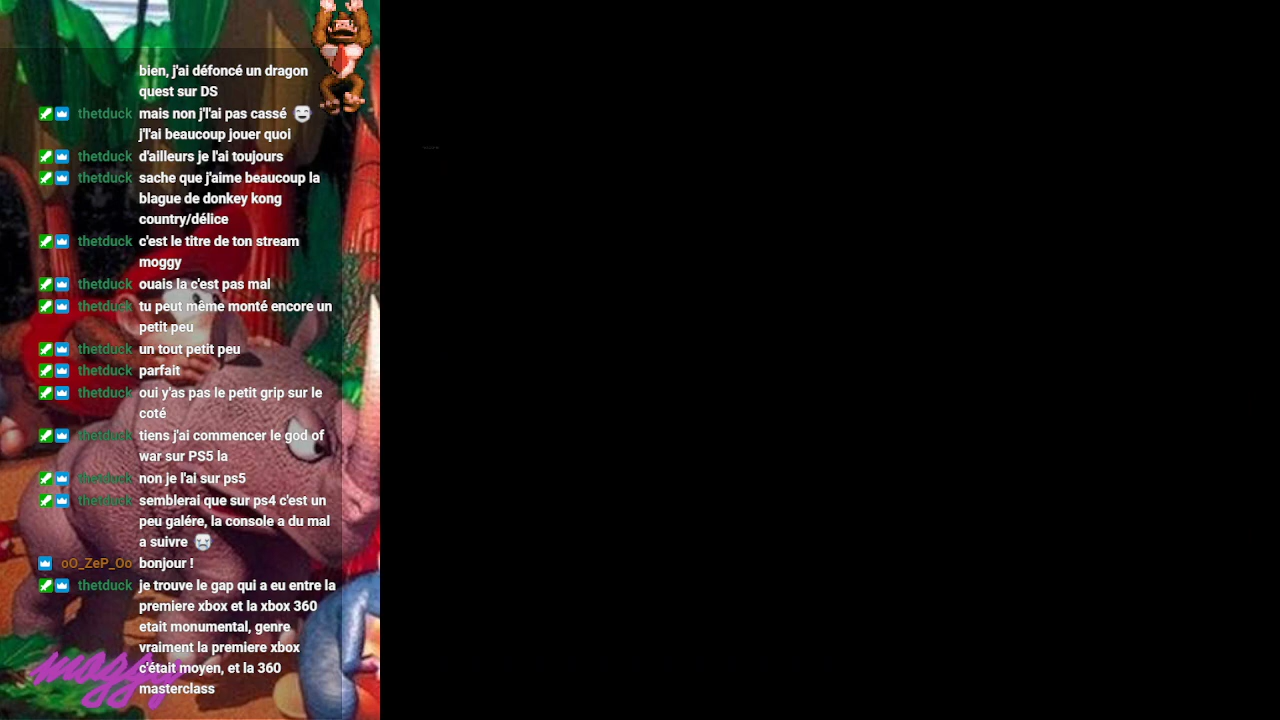 bien, j'ai défoncé un dragon
quest sur DS
thetduck mais non j'l'ai pas cassé
j'l'ai beaucoup jouer quoi
thetduck d'ailleurs je l'ai toujours
thetduck sache que j'aime beaucoup la
blague de donkey kong
country/délice
thetduck c'est le titre de ton stream
moggy
thetduck ouais la c'est pas mal
thetduck tu peut même monté encore un
petit peu
thetduck un tout petit peu
thetduck parfait
thetduck oui y'as pas le petit grip sur le
coté
thetduck tiens j'ai commencer le god of
war sur PS5 la
thetduck non je l'ai sur ps5
thetduck semblerai que sur ps4 c'est un
peu galére, la console a du mal
a suivre
oO_ZeP_Oo bonjour !
thetduck je trouve le gap qui a eu entre la
premiere xbox et la xbox 360
etait monumental, genre
vraiment la premiere xbox
c'était moyen, et la 360
masterclass
moggy